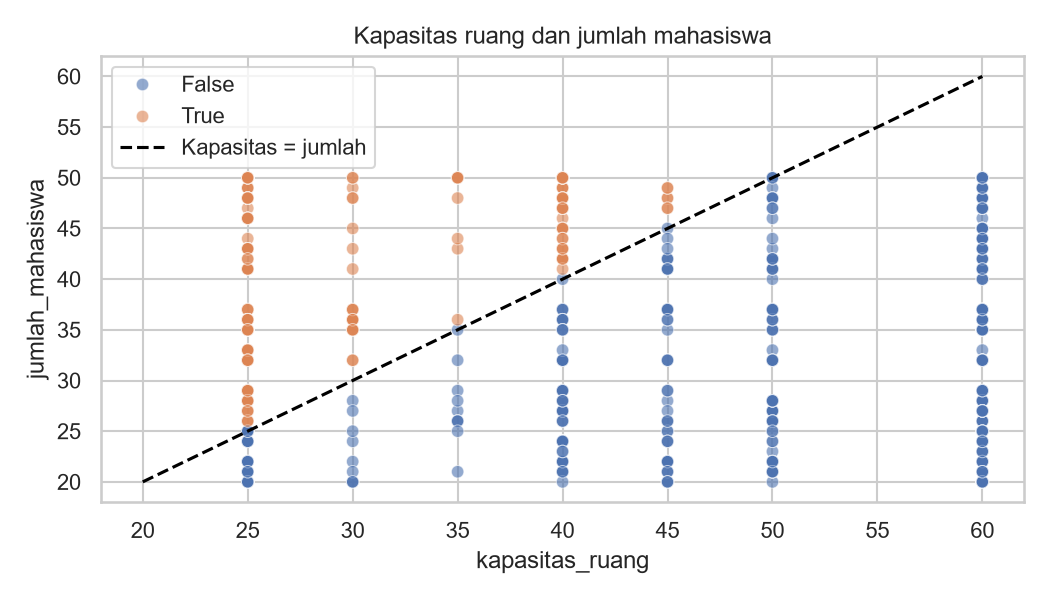 Kapasitas ruang dan jumlah mahasiswa
False
True
Kapasitas = jumlah
jumlah_mahasiswa
60
55
50
45
40
35
30
25
20
20 25 30 35 40 45 50 55 60
kapasitas_ruang